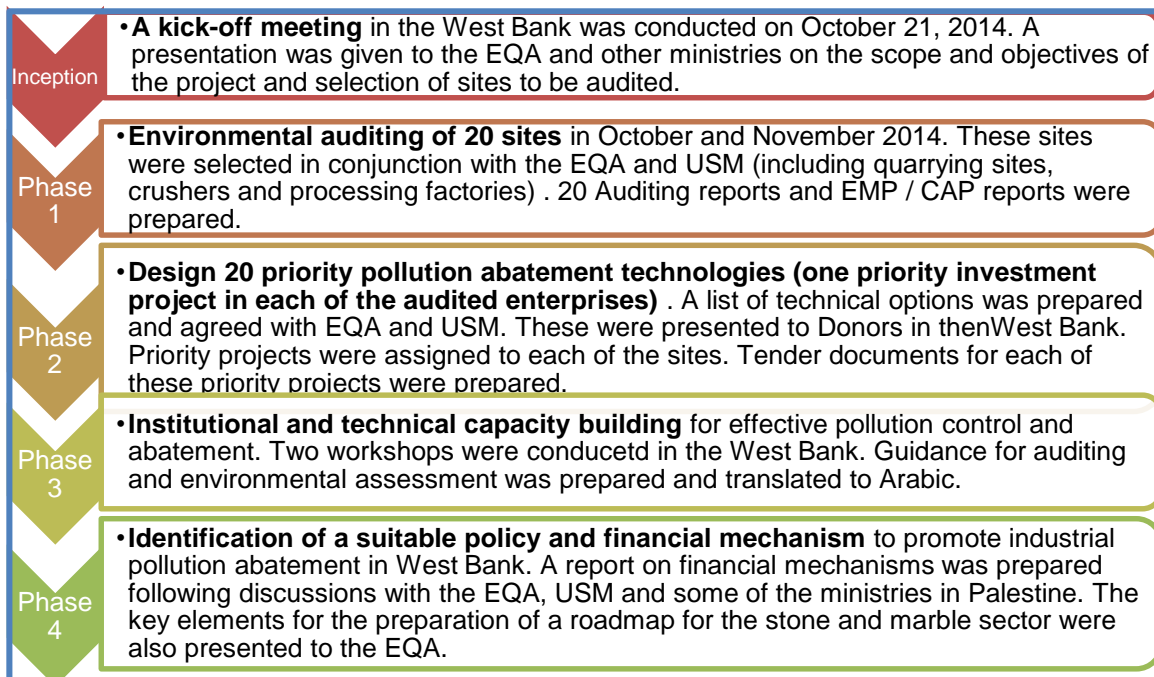 Inception
•A kick-off meeting in the West Bank was conducted on October 21, 2014. A
presentation was given to the EQA and other ministries on the scope and objectives of
the project and selection of sites to be audited.
Phase
1
•Environmental auditing of 20 sites in October and November 2014. These sites
were selected in conjunction with the EQA and USM (including quarrying sites,
crushers and processing factories) . 20 Auditing reports and EMP / CAP reports were
prepared.
Phase
2
•Design 20 priority pollution abatement technologies (one priority investment
project in each of the audited enterprises) . A list of technical options was prepared
and agreed with EQA and USM. These were presented to Donors in thenWest Bank.
Priority projects were assigned to each of the sites. Tender documents for each of
these priority projects were prepared.
Phase
3
•Institutional and technical capacity building for effective pollution control and
abatement. Two workshops were conducetd in the West Bank. Guidance for auditing
and environmental assessment was prepared and translated to Arabic.
Phase
4
•Identification of a suitable policy and financial mechanism to promote industrial
pollution abatement in West Bank. A report on financial mechanisms was prepared
following discussions with the EQA, USM and some of the ministries in Palestine. The
key elements for the preparation of a roadmap for the stone and marble sector were
also presented to the EQA.